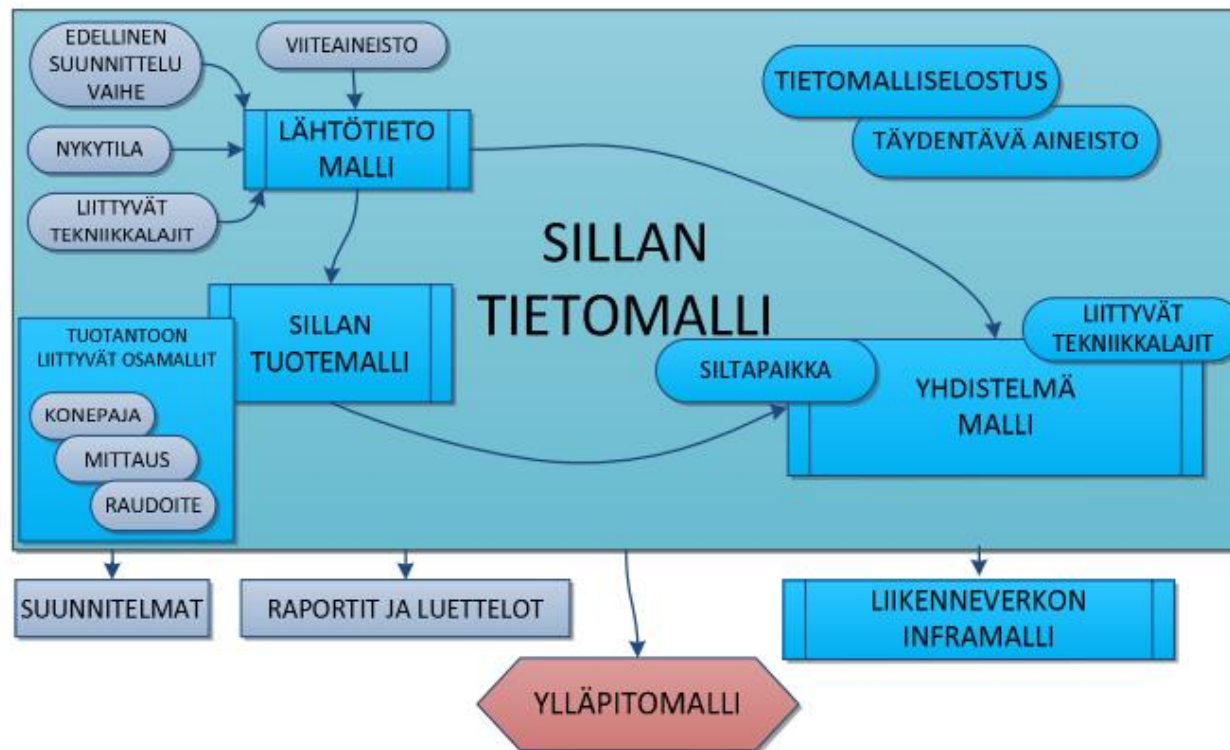 EDELLINEN
SUUNNITTELU
VAIHE
VIITEAINEISTO
NYKYTILA
LIITTYVÄT
TEKNIIKKALAJIT
LÄHTÖTIETO
MALLI
TIETOMALLISELOSTUS
TÄYDENTÄVÄ AINEISTO
SILLAN
TIETOMALLI
SILLAN
TUOTEMALLI
TUOTANTOON
LIITTYVÄT OSAMALLIT
KONEPAJA
MITTAUS
RAUDOITE
SILTAPAIKKA
LIITTYVÄT
TEKNIIKKALAJIT
YHDISTELMÄ
MALLI
SUUNNITELMAT
RAPORTIT JA LUETTELOT
LIIKENNEVERKON
INFRAMALLI
YLLÄPITOMALLI